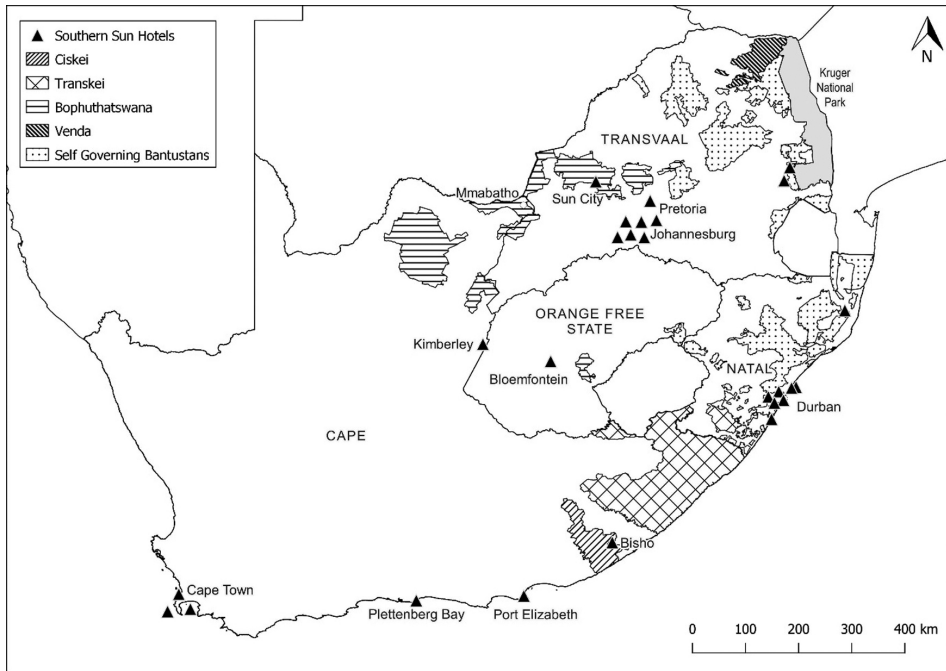 Southern Sun Hotels
Ciskei
Transkei
Bophuthatswana
Venda
Self Governing Bantustans
N
Kruger
National
Park
TRANSVAAL
Mmabatho
Sun City
Pretoria
Johannesburg
ORANGE FREE
STATE
Kimberley
Bloemfontein
NATAL
Durban
CAPE
Bisho
Cape Town
Plettenberg Bay
Port Elizabeth
0 100 200 300 400 km